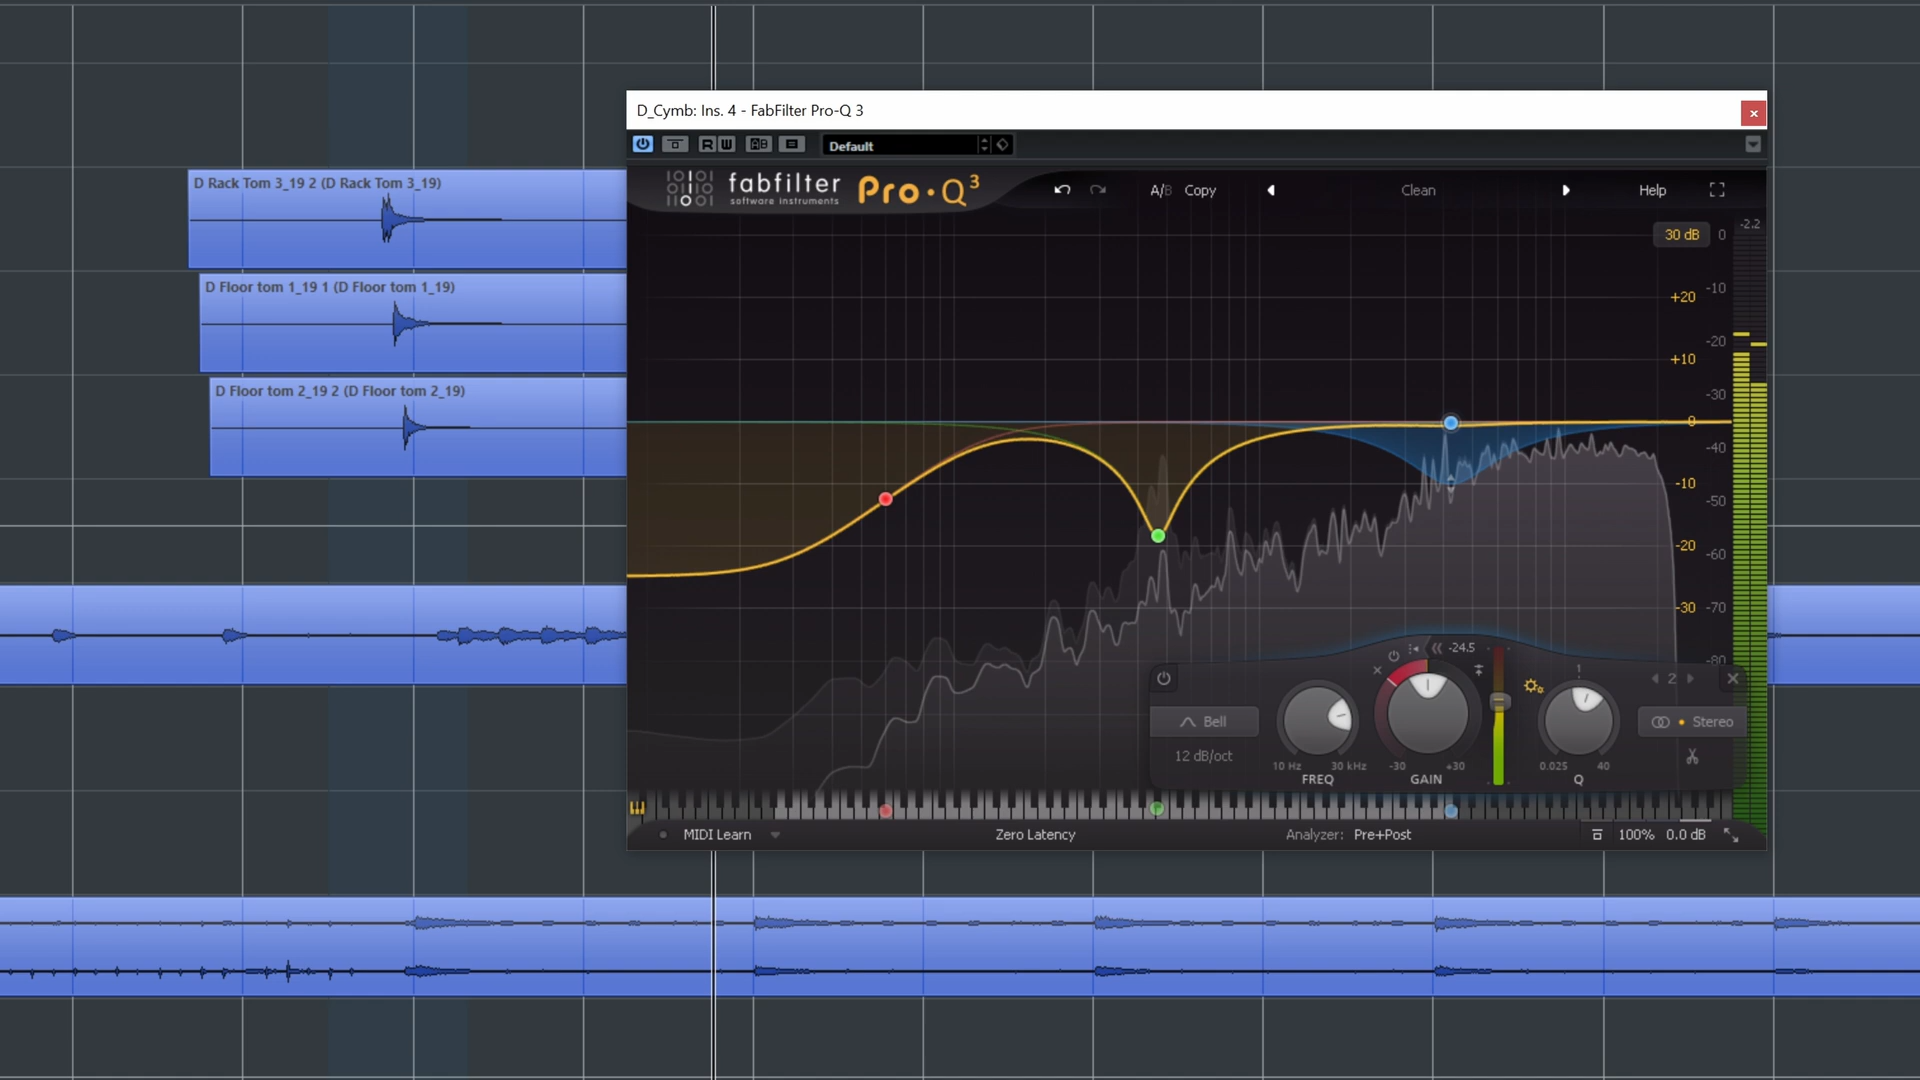 D_Cymb: Ins. 4 - FabFilter Pro-Q 3
R W AB Default
fabfilter Pro·Q 3
software instruments
A/B Copy Clean Help
D Rack Tom 3_19 2 (D Rack Tom 3_19)
D Floor tom 1_19 1 (D Floor tom 1_19)
D Floor tom 2_19 2 (D Floor tom 2_19)
-2.2
30 dB 0
-10
+20
-20
+10
-30
0
-40
-10
-50
-20
-60
-30 -70
-80
-24.5
1
2
Bell
Stereo
12 dB/oct
10 Hz 30 kHz -30 +30 0.025 40
FREQ GAIN Q
MIDI Learn Zero Latency Analyzer: Pre+Post 100% 0.0 dB